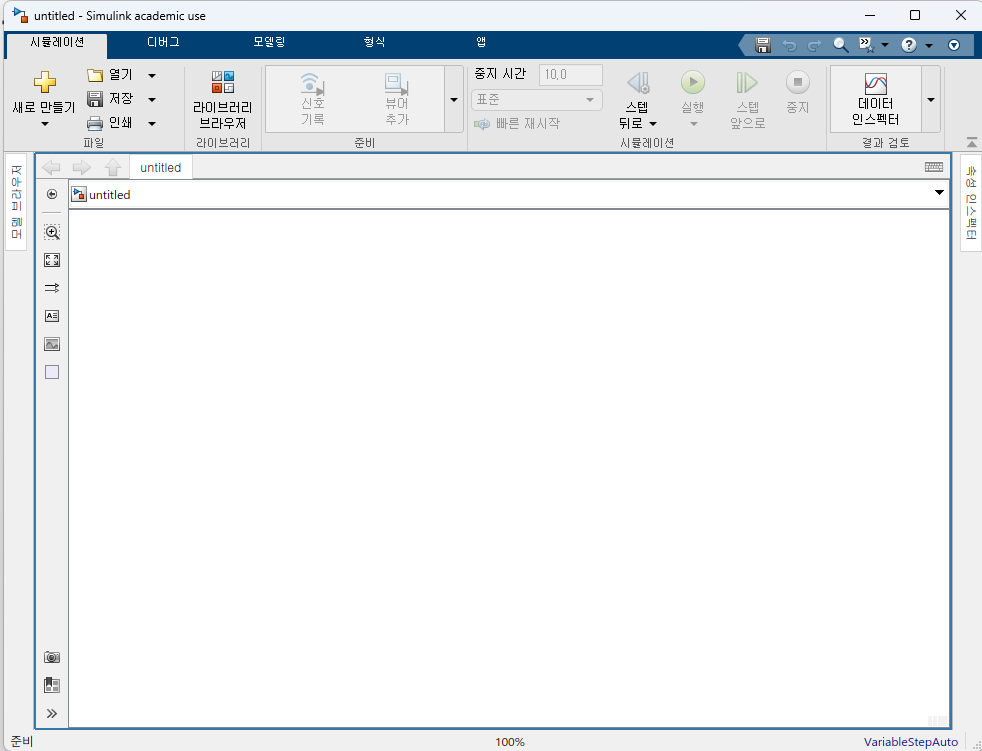 untitled - Simulink academic use
시뮬레이션 디버그 모델링 형식 앱
새로 만들기
열기
저장
인쇄
파일
라이브러리
브라우저
라이브러리
신호
기록
뷰어
추가
준비
중지 시간 10.0
표준
빠른 재시작
스텝
뒤로
실행
스텝
앞으로
중지
시뮬레이션
데이터
인스펙터
결과 검토
모델 브라우저
untitled
untitled
속성 인스펙터
준비 100% VariableStepAuto